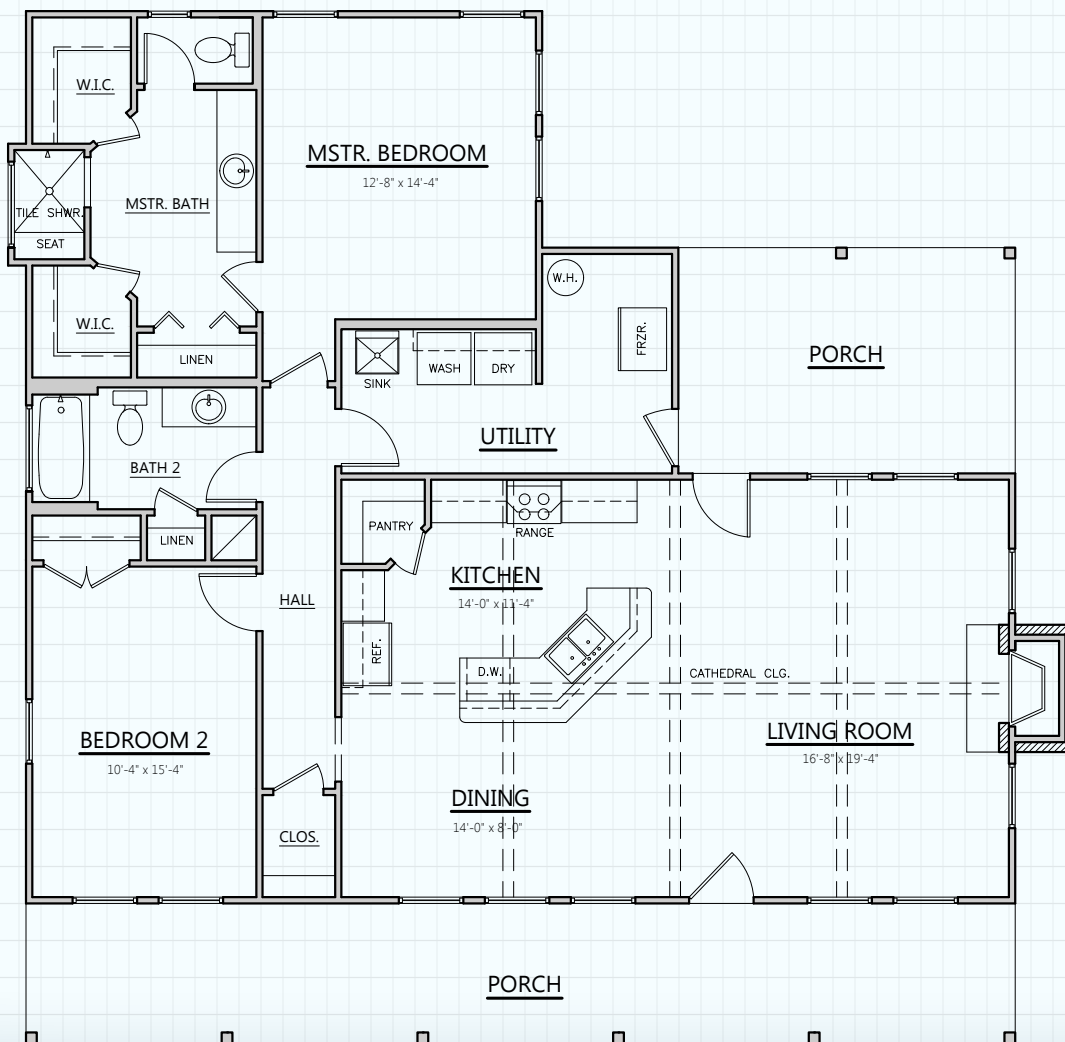 W.I.C.
MSTR. BEDROOM
12'-8" x 14'-4"
MSTR. BATH
TILE SHWR.
SEAT
W.H.
W.I.C.
FRZR.
PORCH
LINEN
WASH
DRY
SINK
UTILITY
BATH 2
PANTRY
RANGE
LINEN
KITCHEN
14'-0" x 11'-4"
HALL
REF.
D.W.
CATHEDRAL CLG.
LIVING ROOM
16'-8" x 19'-4"
BEDROOM 2
10'-4" x 15'-4"
DINING
14'-0" x 8'-0"
CLOS.
PORCH